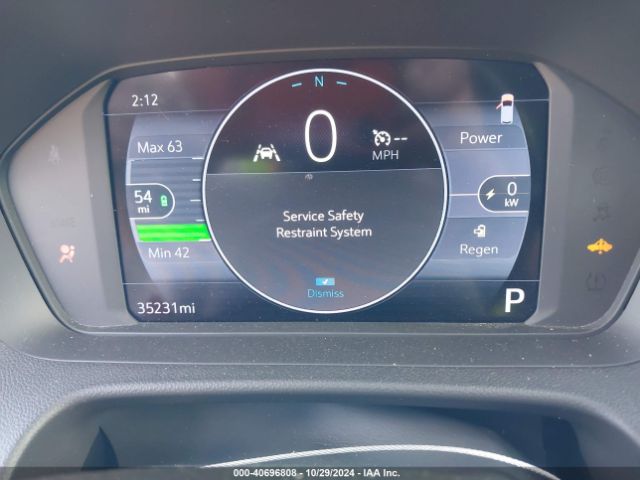 N
2:12
0
--
MPH
Max 63
54
mi
Min 42
Power
0
kW
Regen
Service Safety
Restraint System
Dismiss
35231mi
P
000-40696808 - 10/29/2024 - IAA Inc.